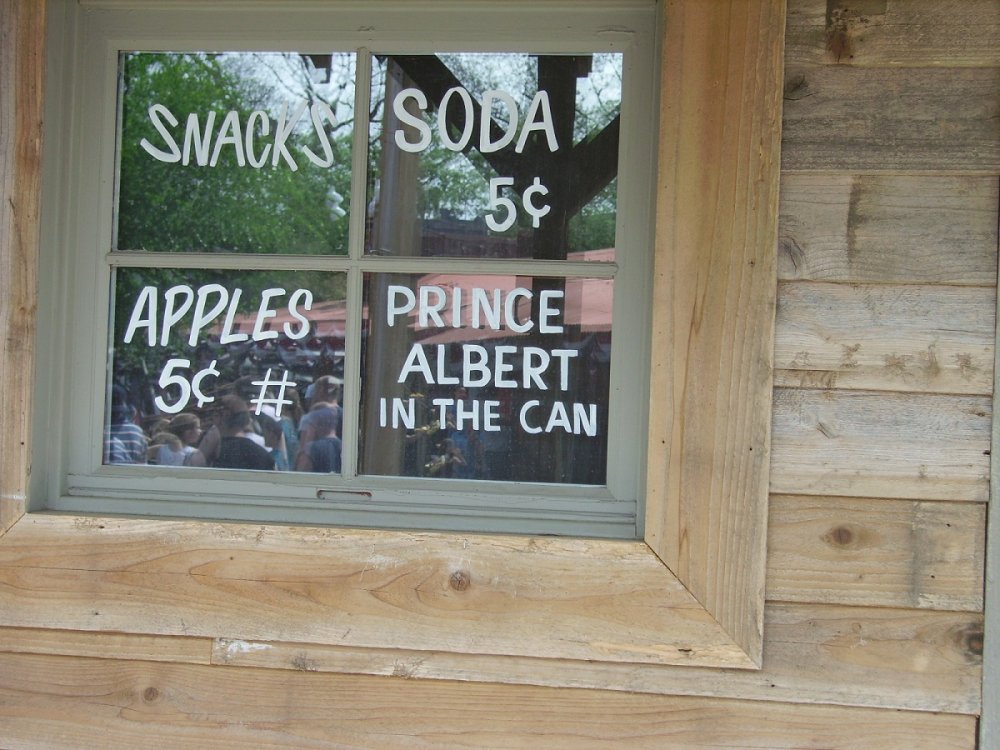 SNACKS
SODA
5¢
APPLES
5¢ #
PRINCE
ALBERT
IN THE CAN